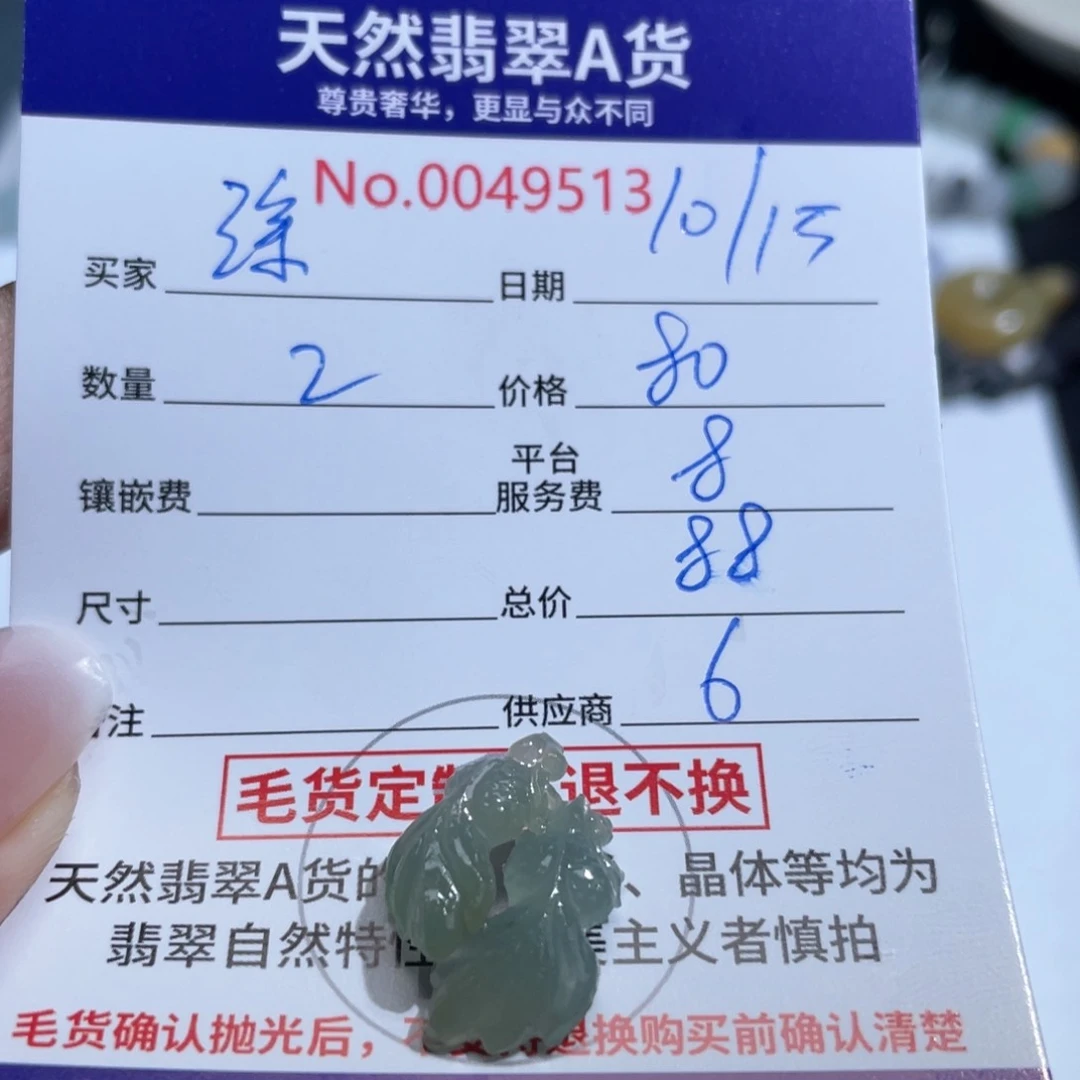 天然翡翠A货
尊贵奢华，更显与众不同
No.0049513
买家 徐 日期 10/15
数量 2 价格 80
镶嵌费 平台服务费 8
尺寸 总价 88
注 供应商 6
毛货定 退不换
天然翡翠A货的 、晶体等均为
翡翠自然特性 主义者慎拍
毛货确认抛光后， 退换购买前确认清楚